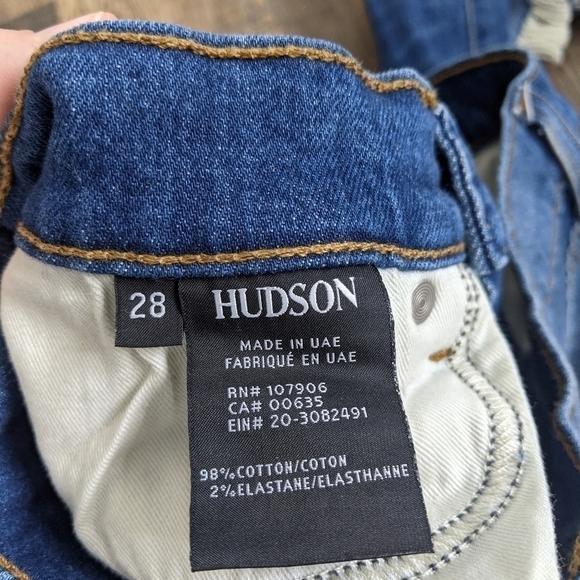 28
HUDSON
MADE IN UAE
FABRIQUÉ EN UAE
RN# 107906
CA# 00635
EIN# 20-3082491
98%COTTON/COTON
2%ELASTANE/ELASTHANNE